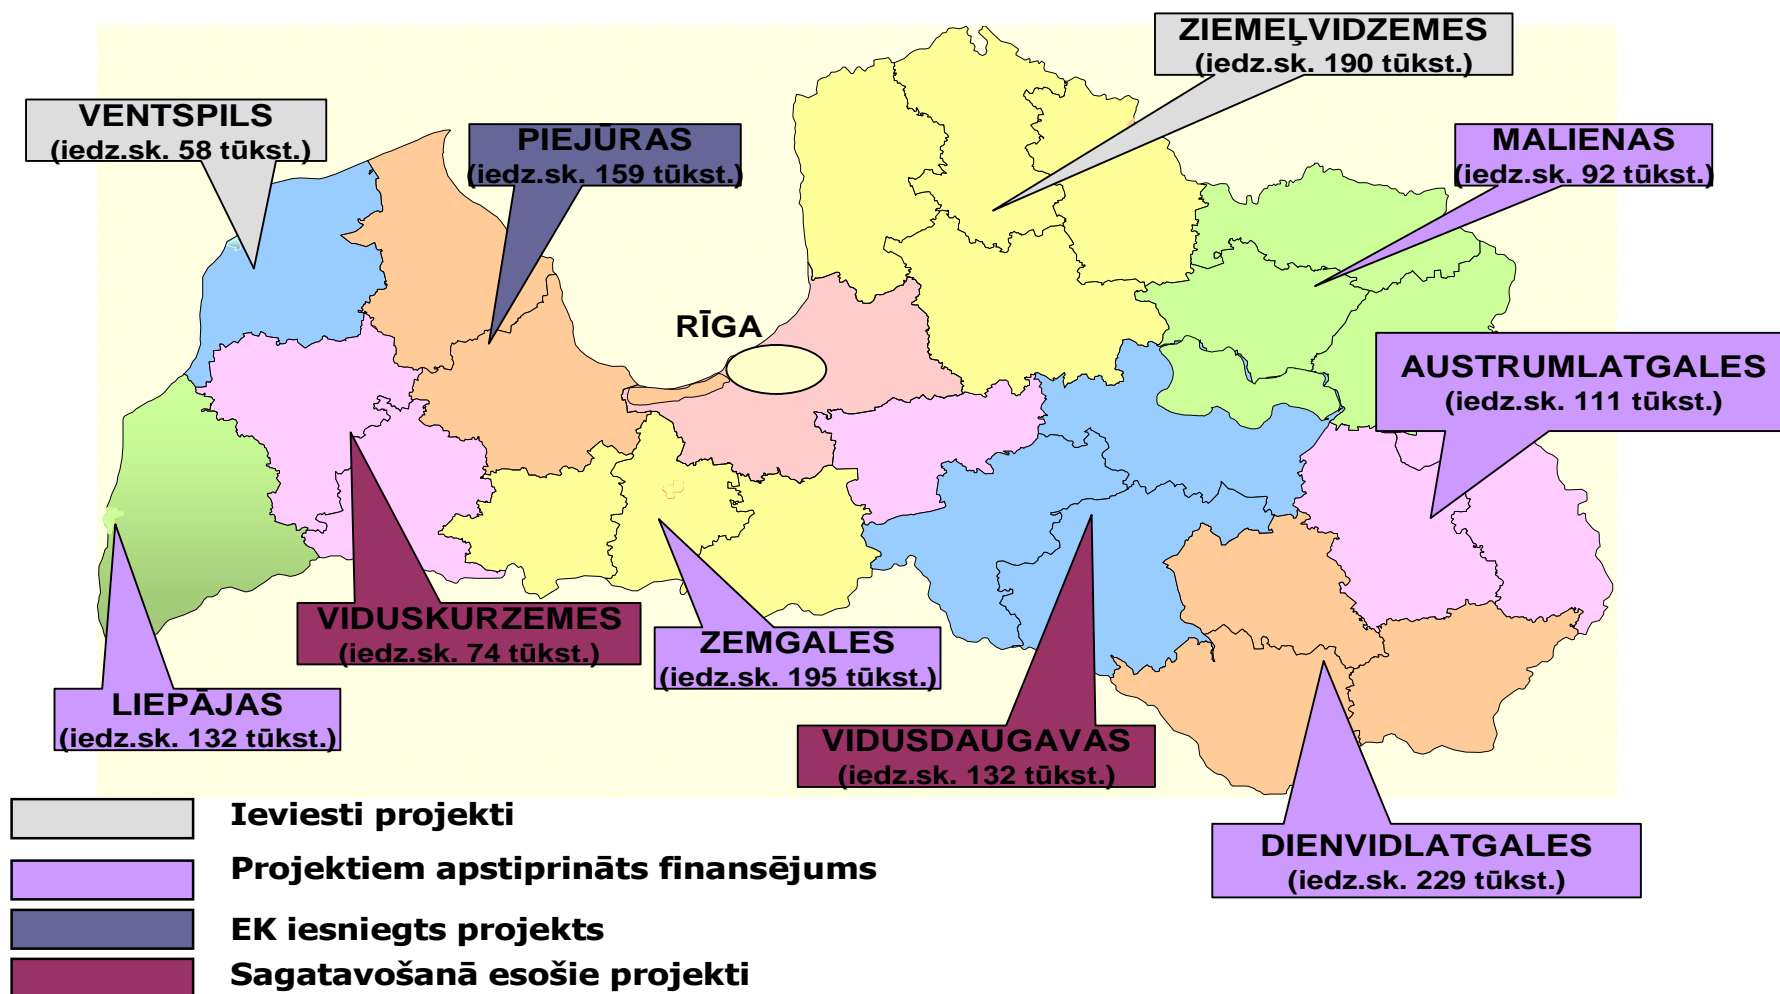 ZIEMEĻVIDZEMES
(iedz.sk. 190 tūkst.)
VENTSPILS
(iedz.sk. 58 tūkst.)
PIEJŪRAS
(iedz.sk. 159 tūkst.)
MALIENAS
(iedz.sk. 92 tūkst.)
RĪGA
AUSTRUMLATGALES
(iedz.sk. 111 tūkst.)
VIDUSKURZEMES
(iedz.sk. 74 tūkst.)
ZEMGALES
(iedz.sk. 195 tūkst.)
LIEPĀJAS
(iedz.sk. 132 tūkst.)
VIDUSDAUGAVAS
(iedz.sk. 132 tūkst.)
DIENVIDLATGALES
(iedz.sk. 229 tūkst.)
Ieviesti projekti
Projektiem apstiprināts finansējums
EK iesniegts projekts
Sagatavošanā esošie projekti